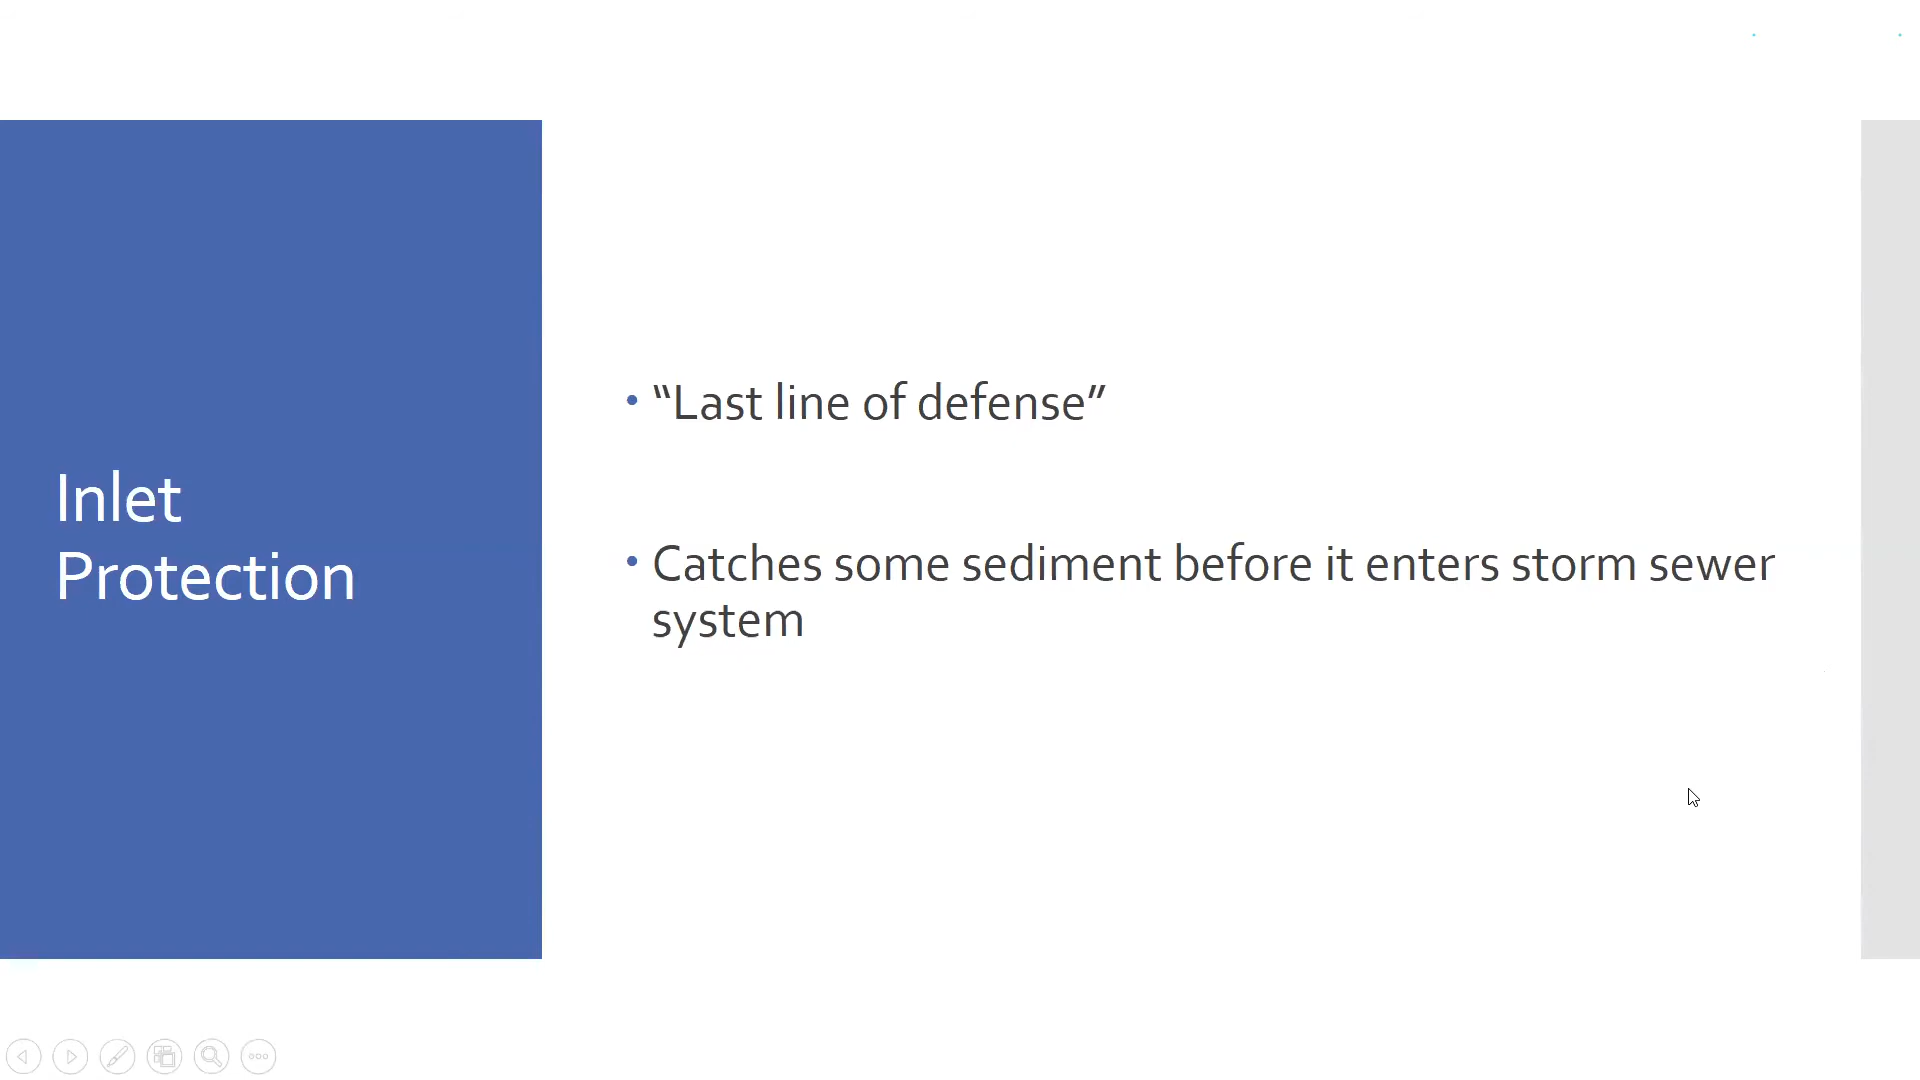 Inlet
Protection
• “Last line of defense”
• Catches some sediment before it enters storm sewer
system